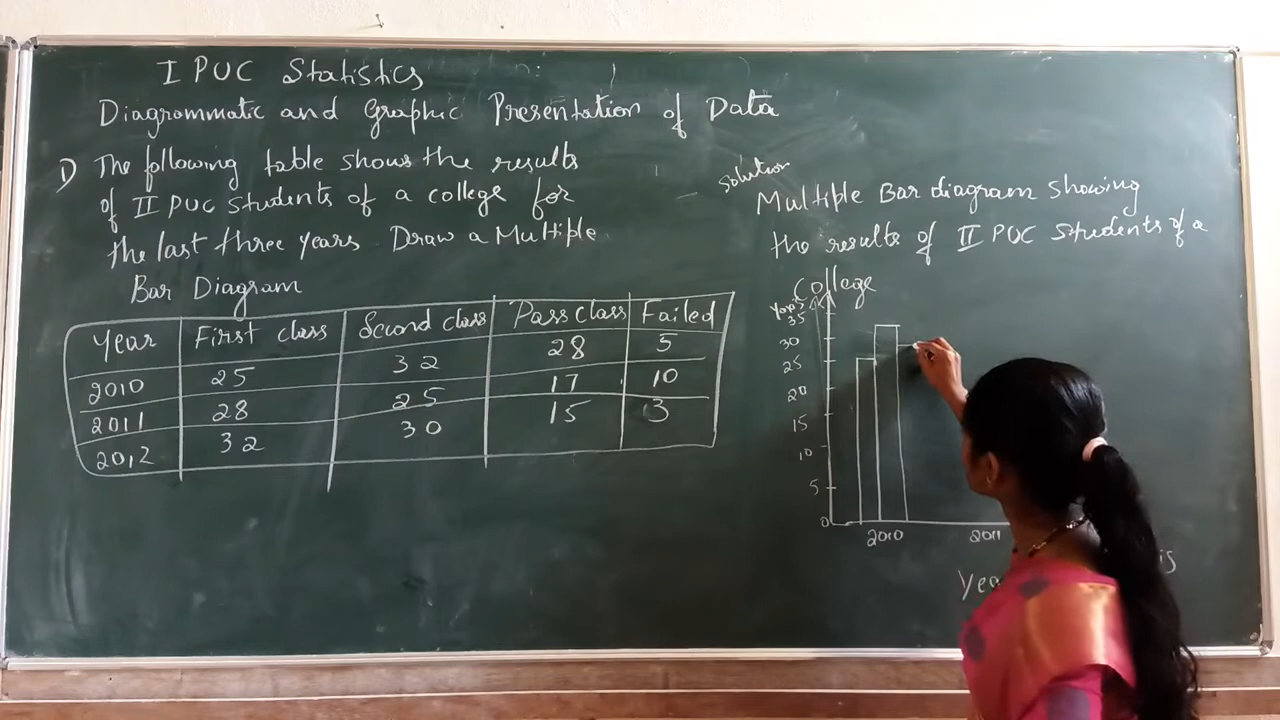 I PUC Statistics
Diagrammatic and Graphic Presentation of Data
1) The following table shows the results
of II PUC Students of a college for
the last three years. Draw a Multiple
Bar Diagram
Year First class Second class Pass class Failed
2010 25 32 28 5
2011 28 25 17 10
2012 32 30 15 3
Solution
Multiple Bar diagram showing
the results of II PUC Students of a
College
35
30
25
20
15
10
5
0
2010 2011